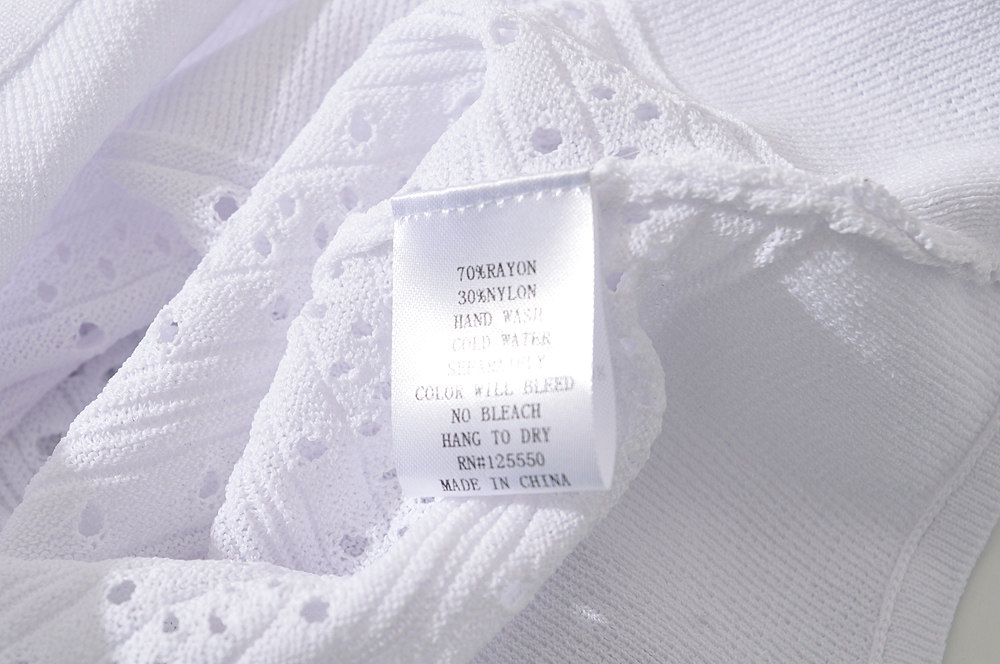 70%RAYON
30%NYLON
HAND WASH
COLD WATER
SEPARATELY
COLOR WILL BLEED
NO BLEACH
HANG TO DRY
RN#125550
MADE IN CHINA